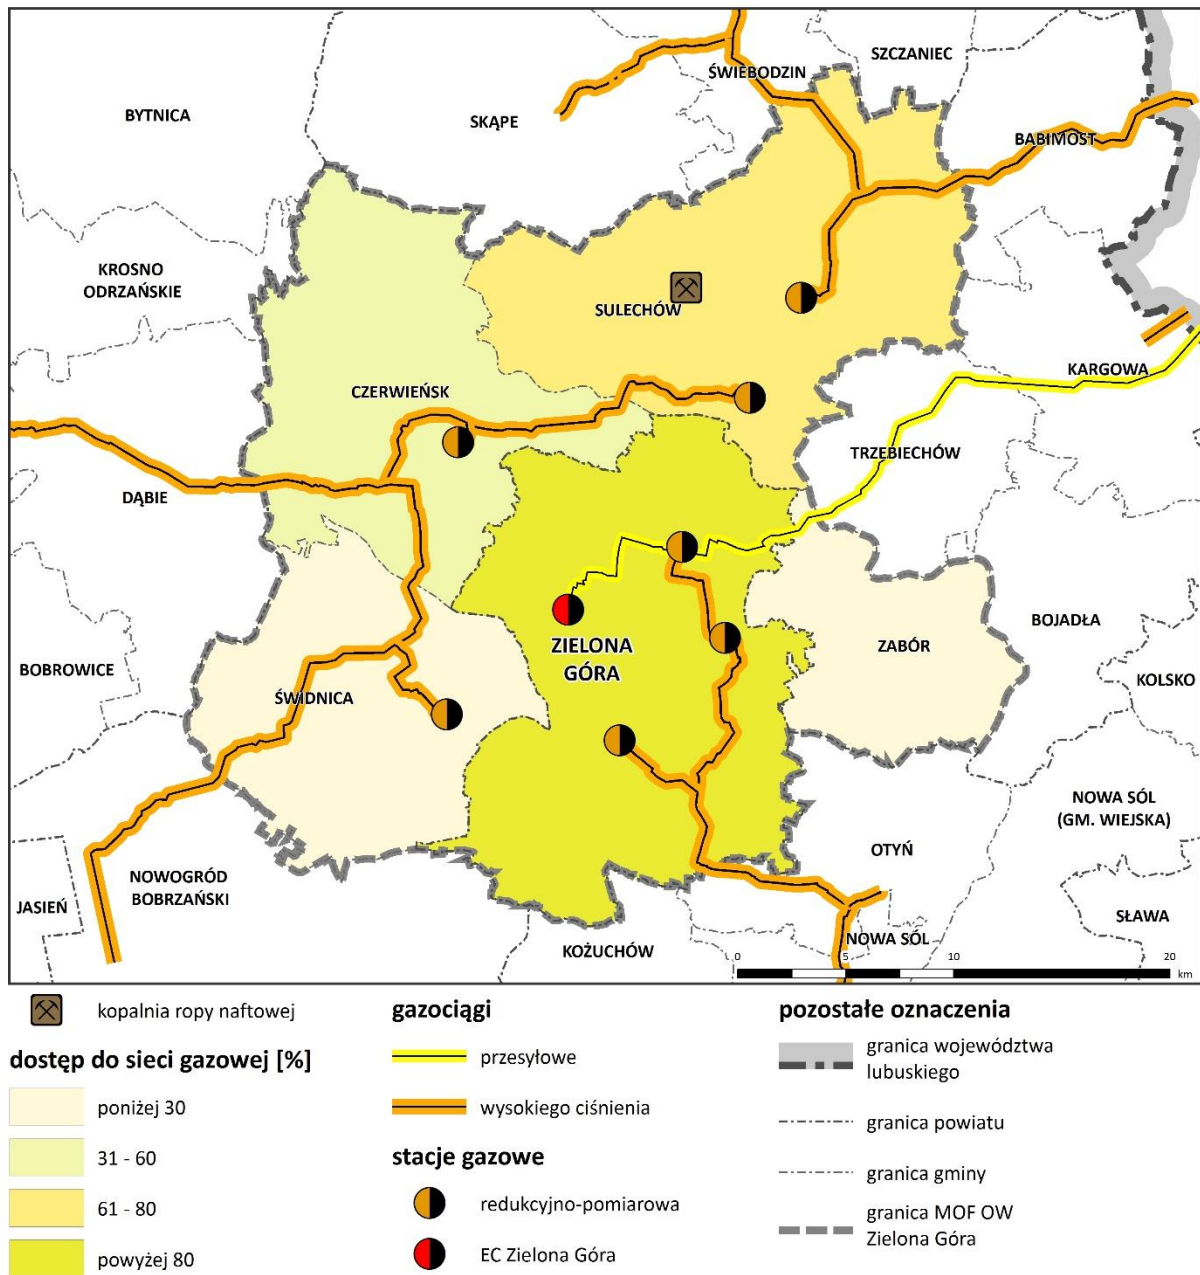 ŚWIEBODZIN
SZCZANIEC
BYTNICA
SKĄPE
BABIMOST
KROSNO
ODRZAŃSKIE
SULECHÓW
KARGOWA
CZERWIEŃSK
TRZEBIECHÓW
DĄBIE
BOJADŁA
ZIELONA
GÓRA
ZABÓR
BOBROWICE
KOLSKO
ŚWIDNICA
NOWA SÓL
(GM. WIEJSKA)
OTYŃ
NOWOGRÓD
BOBRZAŃSKI
JASIEŃ
SŁAWA
KOŻUCHÓW
NOWA SÓL
0 5 10 20
km
kopalnia ropy naftowej
dostęp do sieci gazowej [%]
poniżej 30
31 - 60
61 - 80
powyżej 80
gazociągi
przesyłowe
wysokiego ciśnienia
stacje gazowe
redukcyjno-pomiarowa
EC Zielona Góra
pozostałe oznaczenia
granica województwa
lubuskiego
granica powiatu
granica gminy
granica MOF OW
Zielona Góra